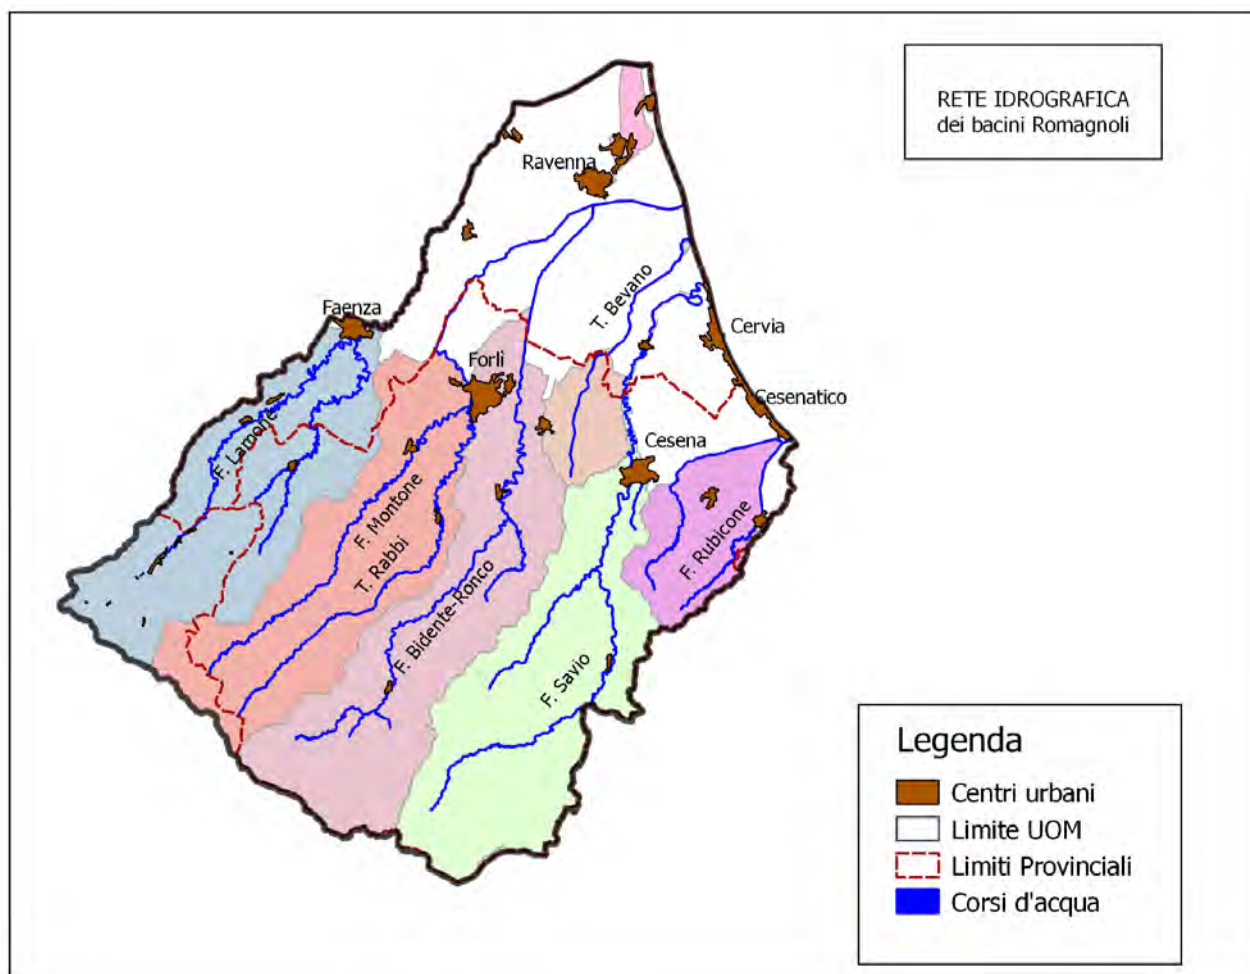 RETE IDROGRAFICA
dei bacini Romagnoli
Ravenna
T. Bevano
Faenza
Cervia
Forlì
Cesenatico
F. Lamone
Cesena
F. Montone
F. Rubicone
T. Rabbi
F. Bidente-Ronco
F. Savio
Legenda
Centri urbani
Limite UOM
Limiti Provinciali
Corsi d'acqua